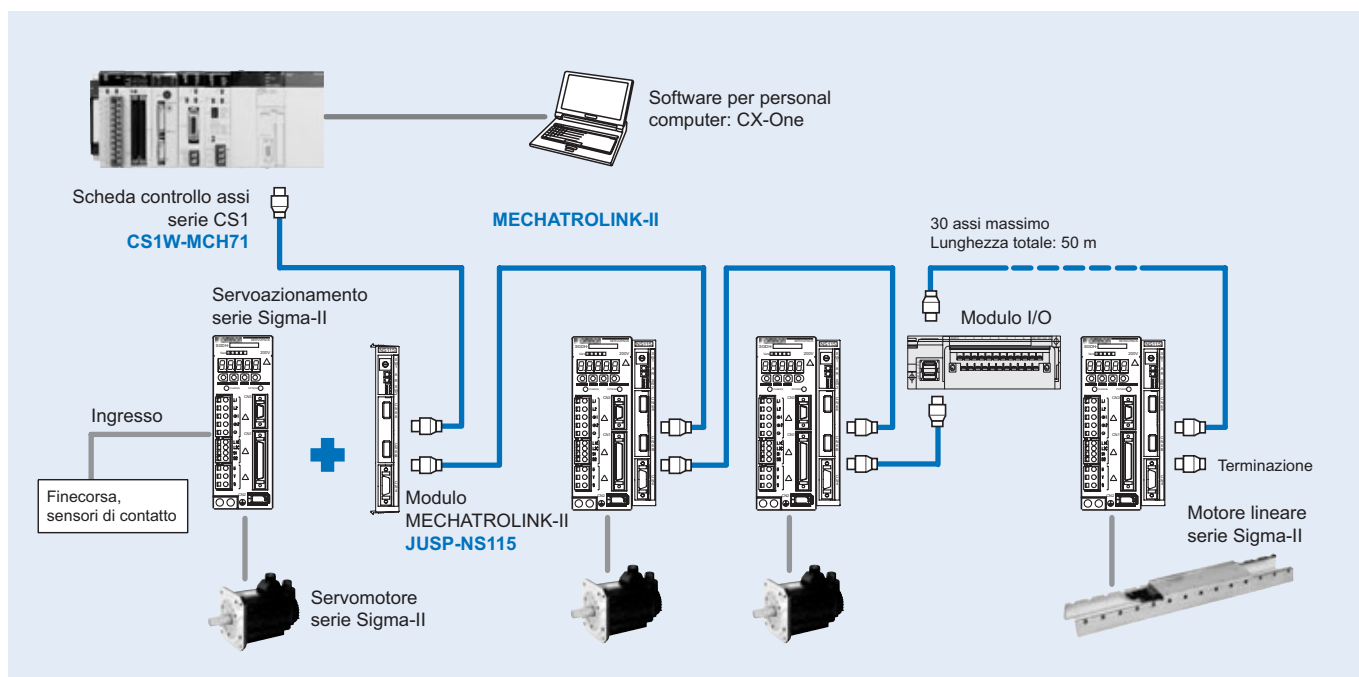 Software per personal
computer: CX-One
Scheda controllo assi
serie CS1
CS1W-MCH71
MECHATROLINK-II
30 assi massimo
Lunghezza totale: 50 m
Servoazionamento
serie Sigma-II
Modulo I/O
Ingresso
Finecorsa,
sensori di contatto
Modulo
MECHATROLINK-II
JUSP-NS115
Terminazione
Motore lineare
serie Sigma-II
Servomotore
serie Sigma-II